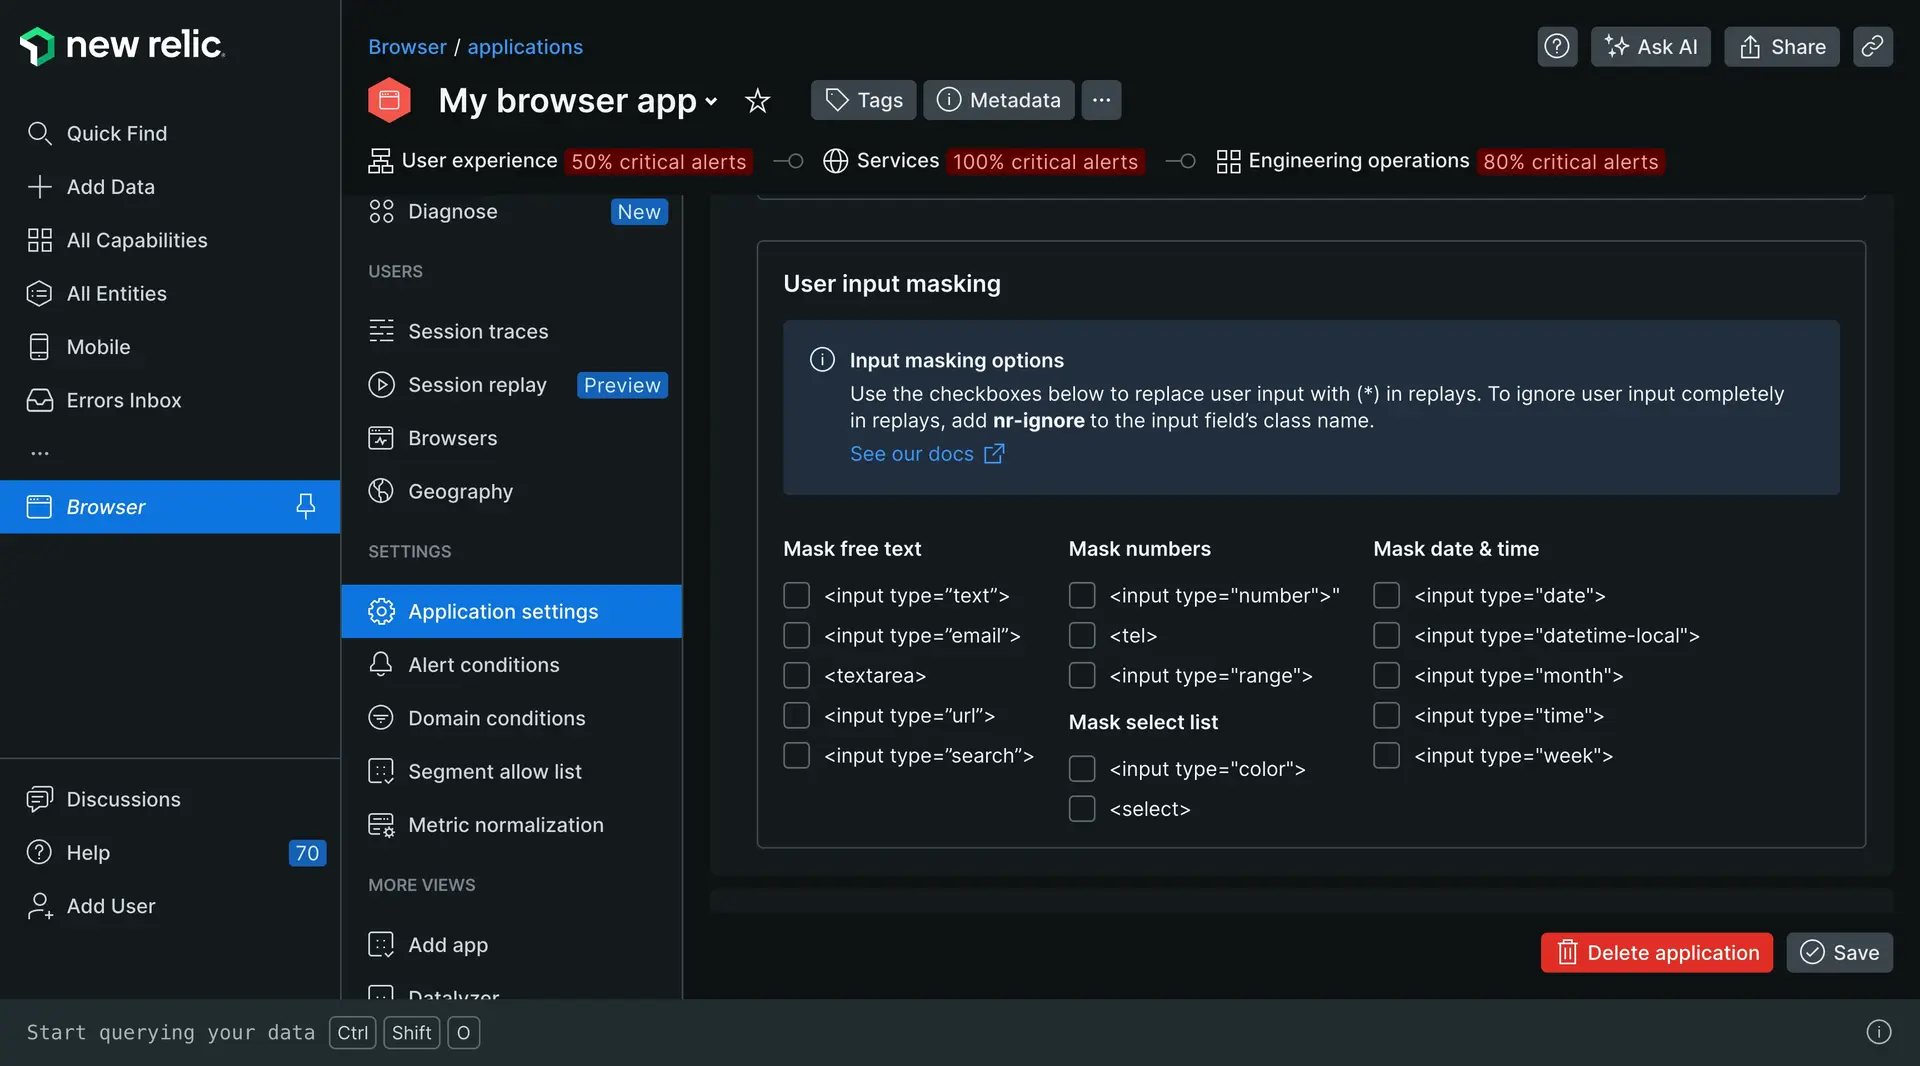 new relic.
Quick Find
Add Data
All Capabilities
All Entities
Mobile
Errors Inbox
...
Browser
Discussions
Help 70
Add User
Browser / applications
Ask AI
Share
My browser app
Tags
Metadata
...
User experience 50% critical alerts
Services 100% critical alerts
Engineering operations 80% critical alerts
Diagnose New
USERS
Session traces
Session replay Preview
Browsers
Geography
SETTINGS
Application settings
Alert conditions
Domain conditions
Segment allow list
Metric normalization
MORE VIEWS
Add app
Datalyzer
User input masking
Input masking options
Use the checkboxes below to replace user input with (*) in replays. To ignore user input completely
in replays, add nr-ignore to the input field’s class name.
See our docs
Mask free text
<input type=”text”>
<input type=”email”>
<textarea>
<input type=”url”>
<input type=”search”>
Mask numbers
<input type="number">"
<tel>
<input type="range">
Mask select list
<input type="color">
<select>
Mask date & time
<input type="date">
<input type="datetime-local">
<input type="month">
<input type="time">
<input type="week">
Delete application
Save
Start querying your data Ctrl Shift O